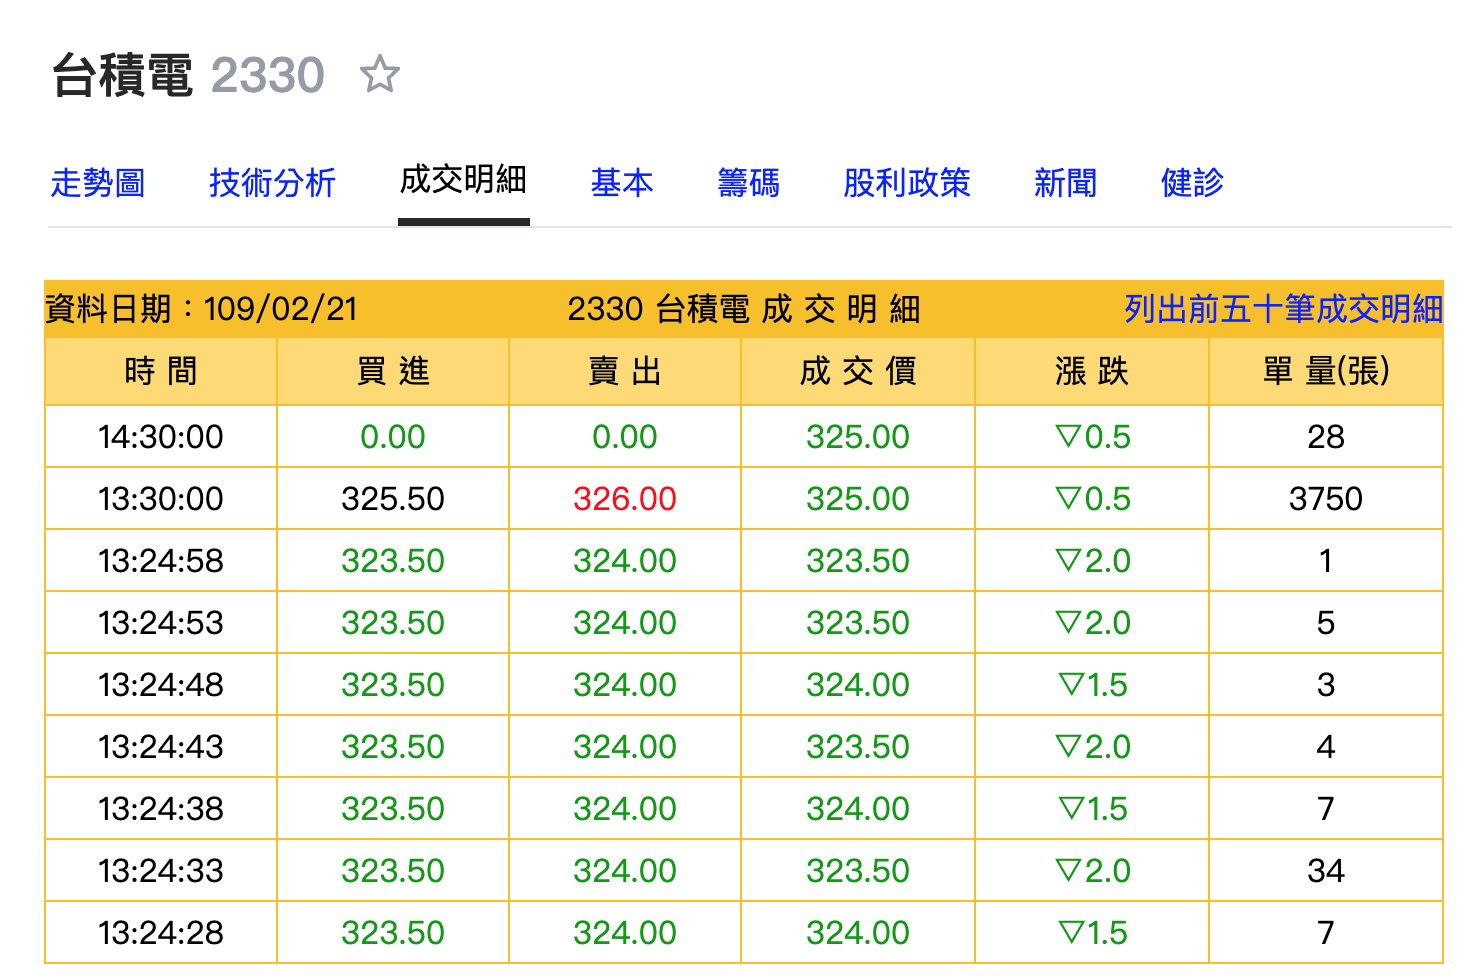 台積電 2330 ☆
走勢圖 技術分析 成交明細 基本 籌碼 股利政策 新聞 健診
資料日期：109/02/21 2330 台積電 成 交 明 細 列出前五十筆成交明細
時 間 買 進 賣 出 成 交 價 漲 跌 單 量(張)
14:30:00 0.00 0.00 325.00 ▽0.5 28
13:30:00 325.50 326.00 325.00 ▽0.5 3750
13:24:58 323.50 324.00 323.50 ▽2.0 1
13:24:53 323.50 324.00 323.50 ▽2.0 5
13:24:48 323.50 324.00 324.00 ▽1.5 3
13:24:43 323.50 324.00 323.50 ▽2.0 4
13:24:38 323.50 324.00 324.00 ▽1.5 7
13:24:33 323.50 324.00 323.50 ▽2.0 34
13:24:28 323.50 324.00 324.00 ▽1.5 7